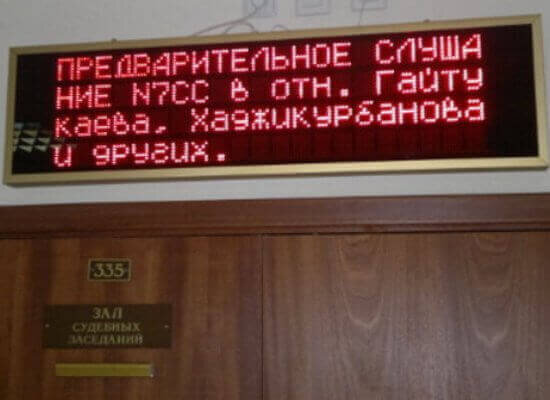 ПРЕДВАРИТЕЛЬНОЕ СЛУША
НИЕ N7СС в отн. Гайту
каева, Хаджикурбанова
и других.
335
ЗАЛ
СУДЕБНЫХ
ЗАСЕДАНИЙ